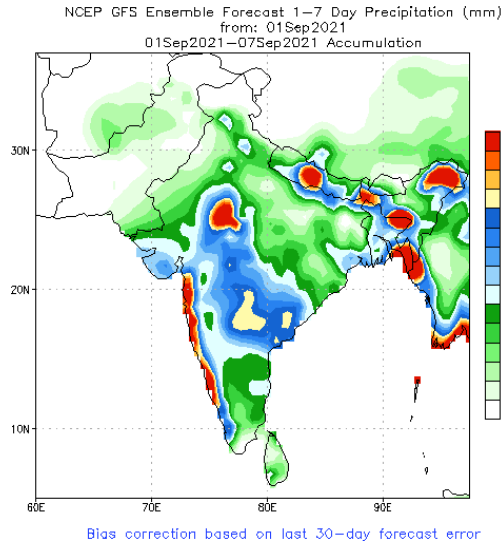 NCEP GFS Ensemble Forecast 1-7 Day Precipitation (mm)
from: 01Sep2021
01Sep2021-07Sep2021 Accumulation
30N
20N
10N
60E 70E 80E 90E
Bias correction based on last 30-day forecast error